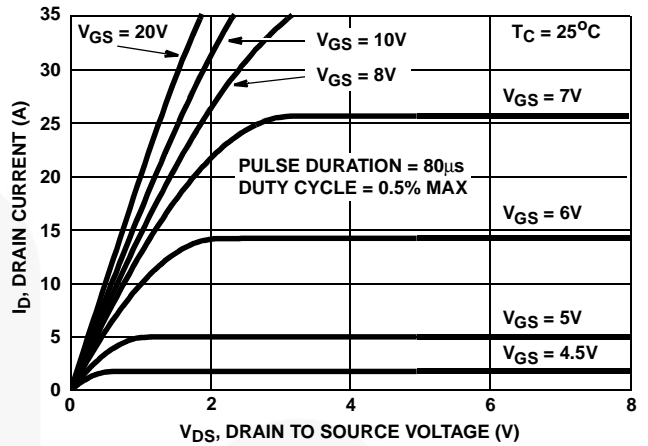 35
30
25
20
15
10
5
0
I_D, DRAIN CURRENT (A)
V_GS = 20V
V_GS = 10V
V_GS = 8V
T_C = 25°C
V_GS = 7V
PULSE DURATION = 80µs
DUTY CYCLE = 0.5% MAX
V_GS = 6V
V_GS = 5V
V_GS = 4.5V
0 2 4 6 8
V_DS, DRAIN TO SOURCE VOLTAGE (V)